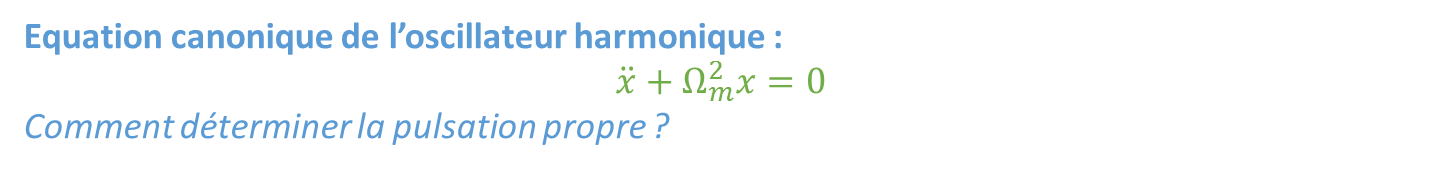 Equation canonique de l’oscillateur harmonique :
ẍ + Ω²ₘx = 0
Comment déterminer la pulsation propre ?